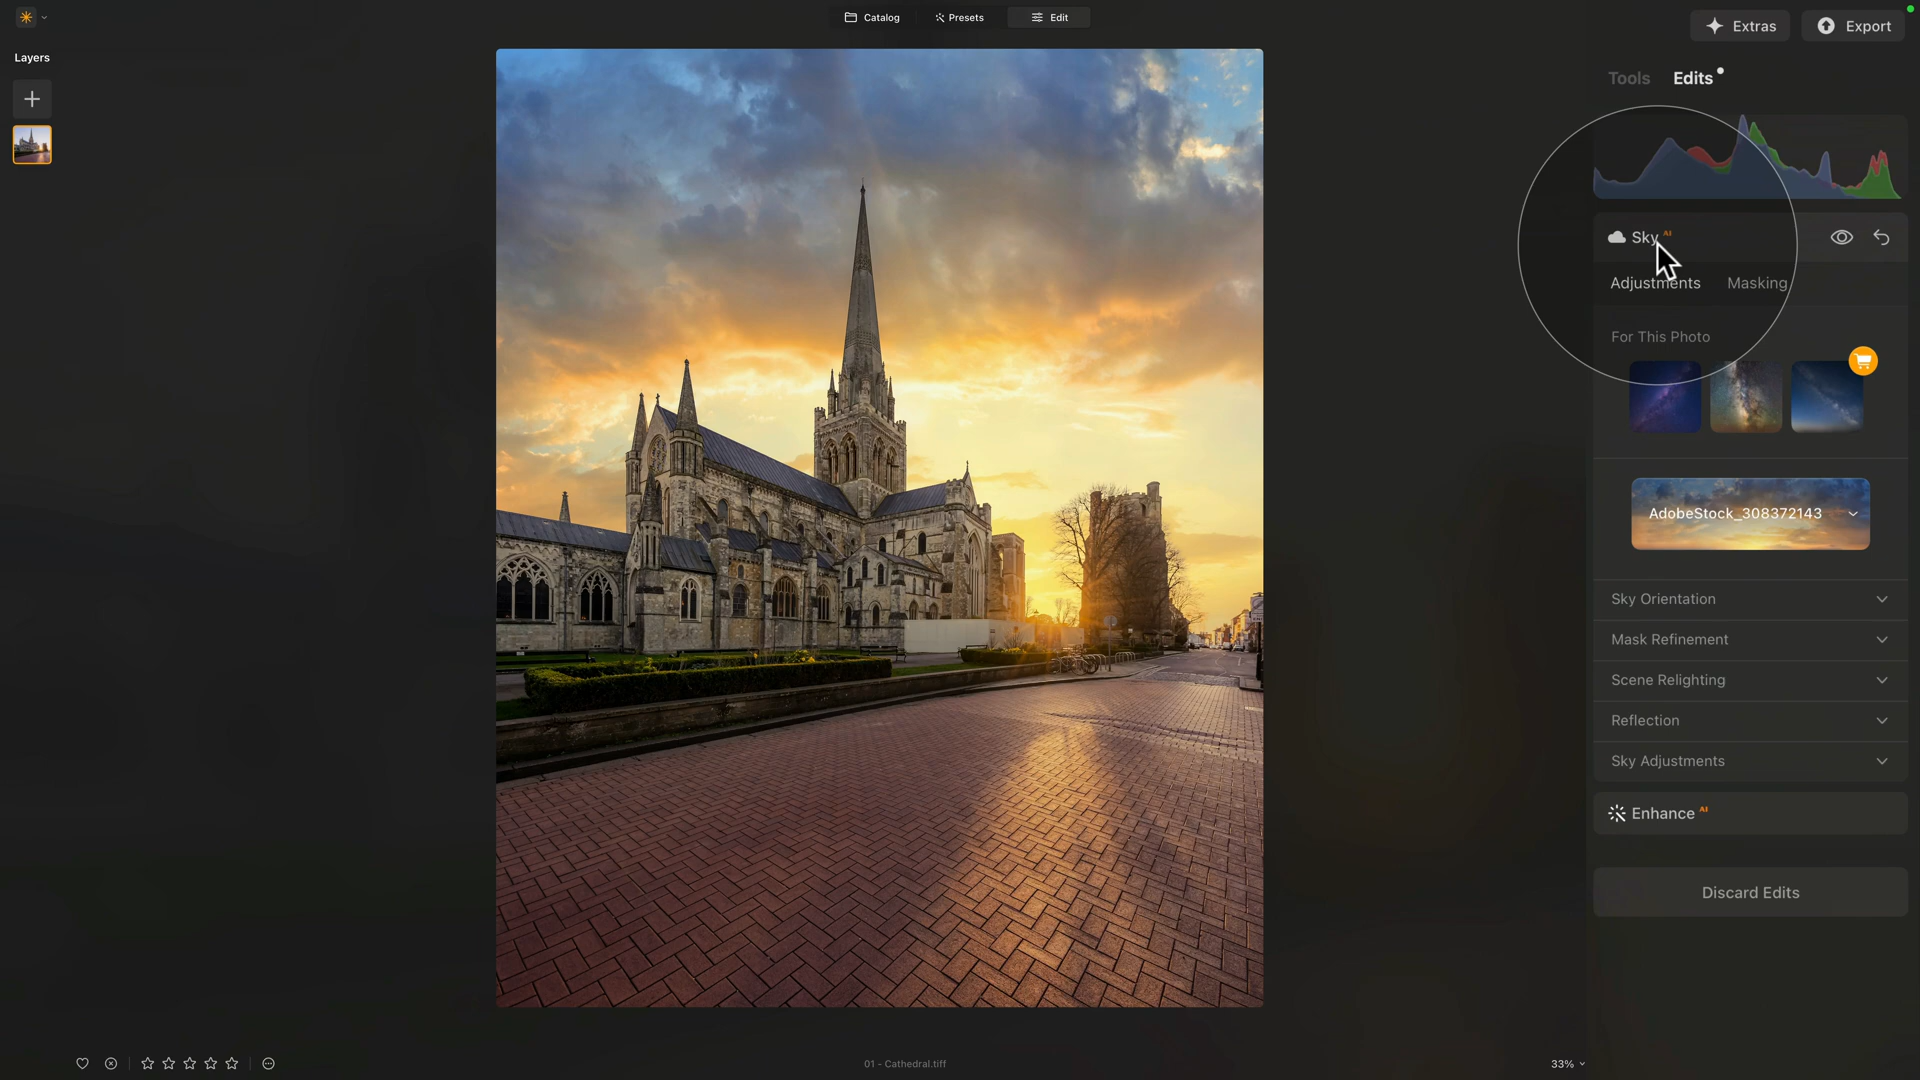 Catalog
Presets
Edit
Extras
Export
Layers
Tools
Edits
Sky AI
Adjustments
Masking
For This Photo
AdobeStock_308372143
Sky Orientation
Mask Refinement
Scene Relighting
Reflection
Sky Adjustments
Enhance AI
Discard Edits
01 - Cathedral.tiff
33%